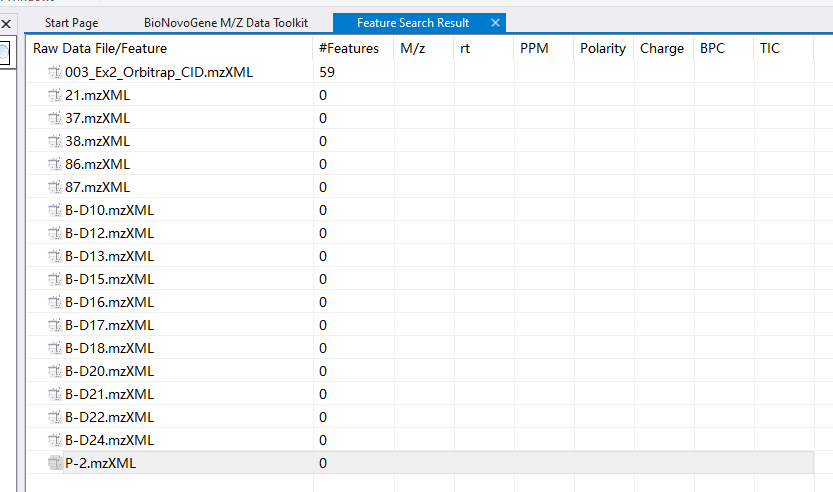 Start Page BioNovoGene M/Z Data Toolkit Feature Search Result
Raw Data File/Feature #Features M/z rt PPM Polarity Charge BPC TIC
003_Ex2_Orbitrap_CID.mzXML 59
21.mzXML 0
37.mzXML 0
38.mzXML 0
86.mzXML 0
87.mzXML 0
B-D10.mzXML 0
B-D12.mzXML 0
B-D13.mzXML 0
B-D15.mzXML 0
B-D16.mzXML 0
B-D17.mzXML 0
B-D18.mzXML 0
B-D20.mzXML 0
B-D21.mzXML 0
B-D22.mzXML 0
B-D24.mzXML 0
P-2.mzXML 0